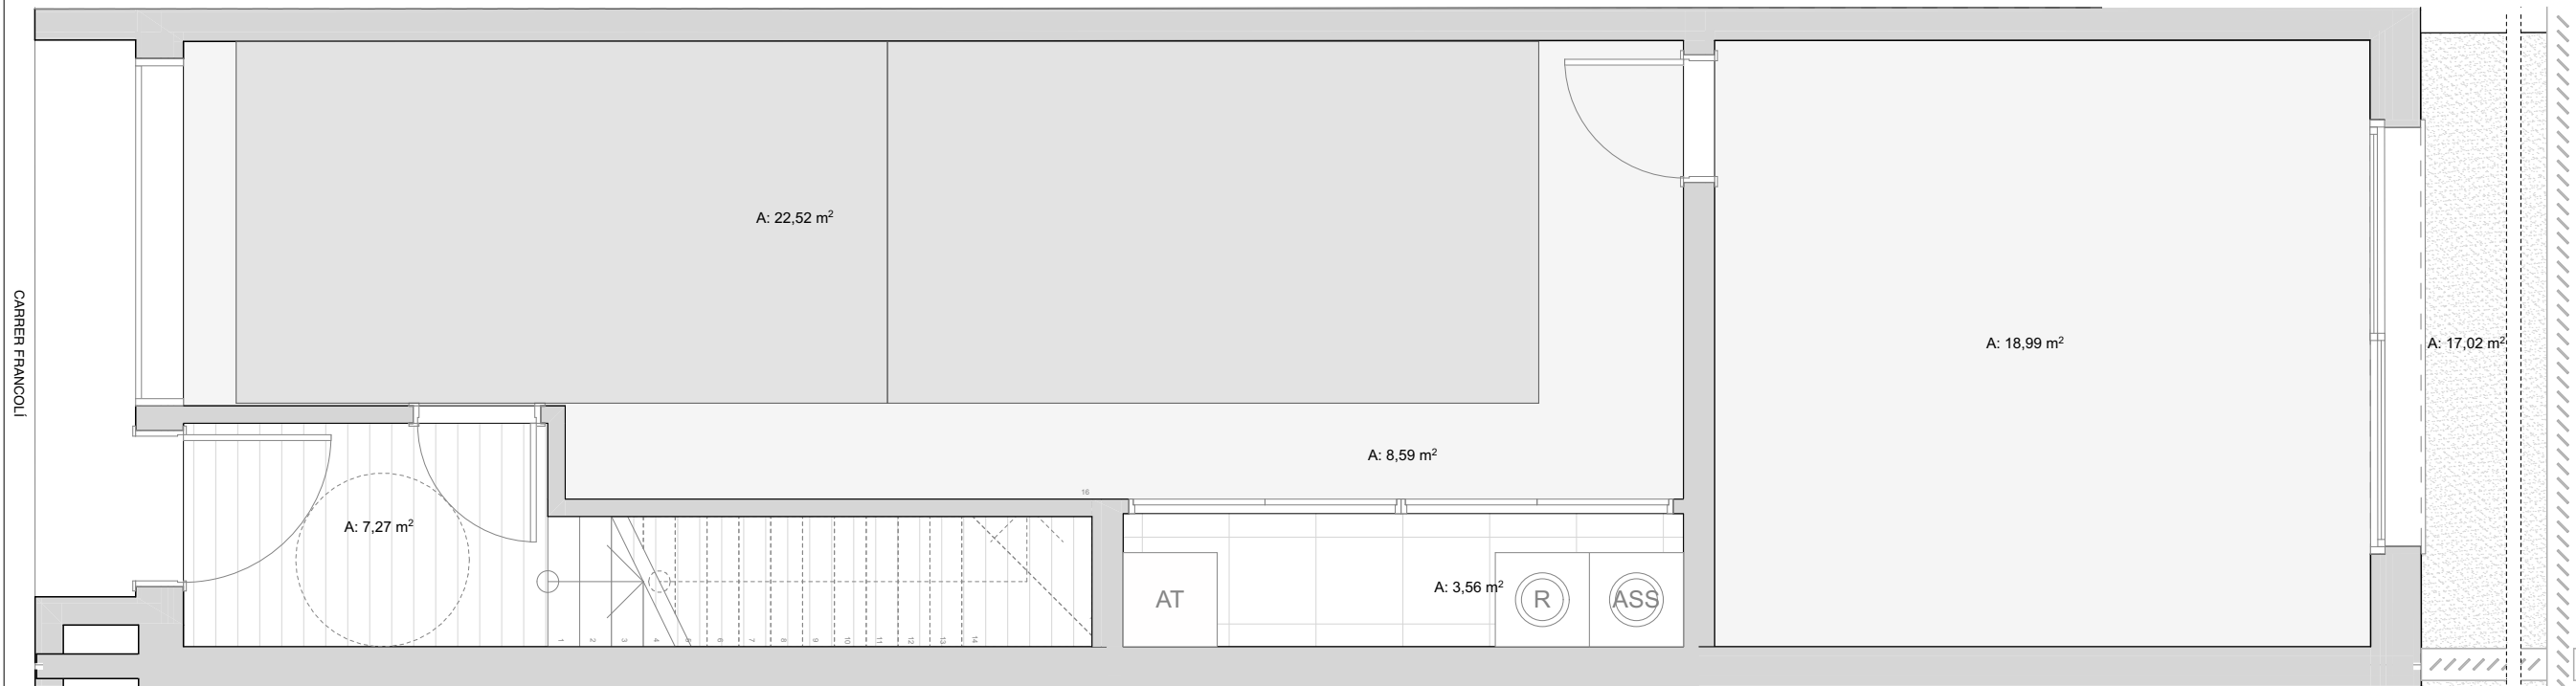 CARRER FRANCOLÍ
A: 22,52 m²
A: 18,99 m²
A: 17,02 m²
A: 8,59 m²
16
A: 7,27 m²
A: 3,56 m²
AT
R
ASS
1 2 3 4 5 6 7 8 9 10 11 12 13 14